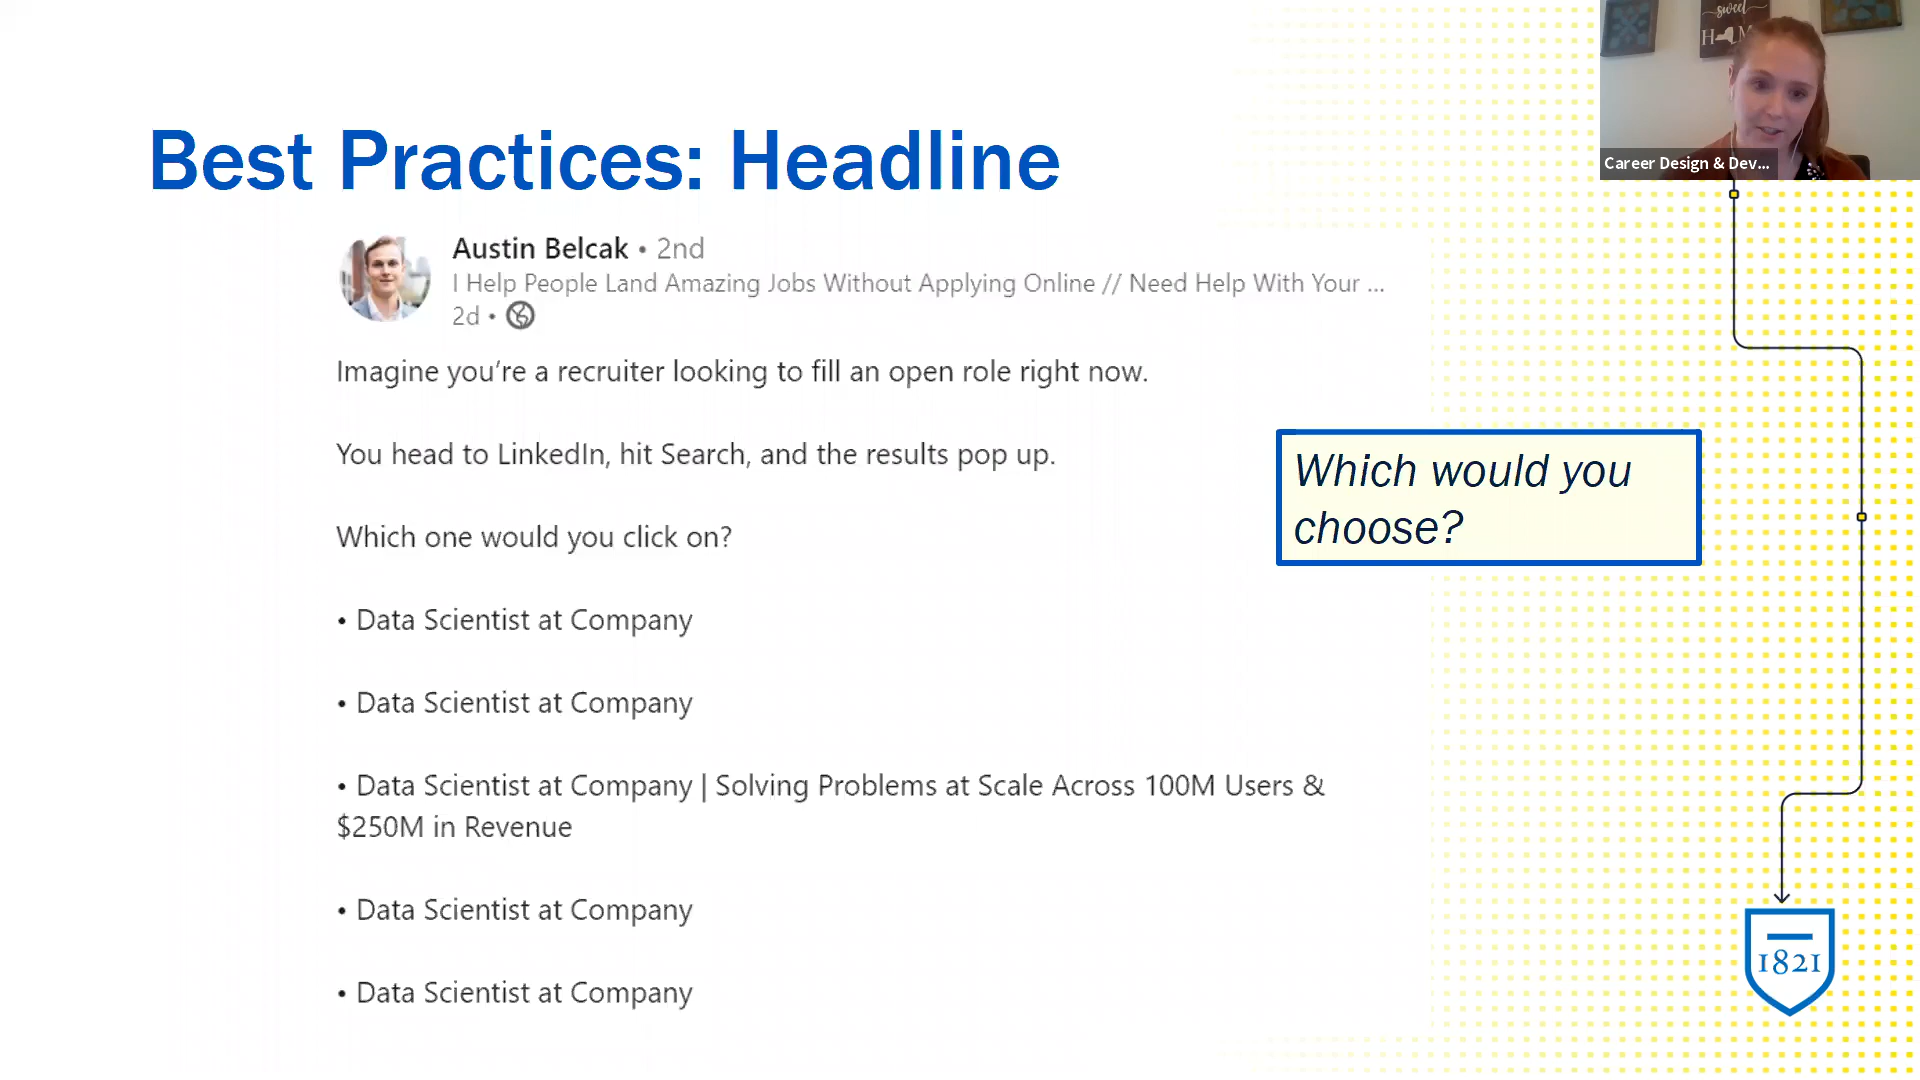 sweet
H M
Career Design & Dev...
Best Practices: Headline
Austin Belcak • 2nd
I Help People Land Amazing Jobs Without Applying Online // Need Help With Your ...
2d •
Imagine you're a recruiter looking to fill an open role right now.
You head to LinkedIn, hit Search, and the results pop up.
Which one would you click on?
• Data Scientist at Company
• Data Scientist at Company
• Data Scientist at Company | Solving Problems at Scale Across 100M Users &
$250M in Revenue
• Data Scientist at Company
• Data Scientist at Company
Which would you
choose?
1821